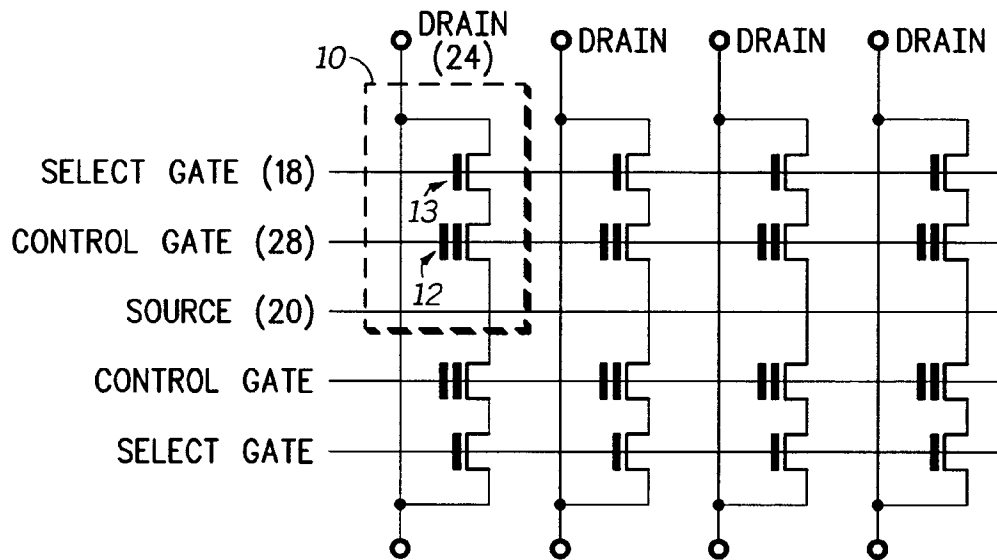 DRAIN
(24)
DRAIN
DRAIN
DRAIN
10
SELECT GATE (18)
13
CONTROL GATE (28)
12
SOURCE (20)
CONTROL GATE
SELECT GATE